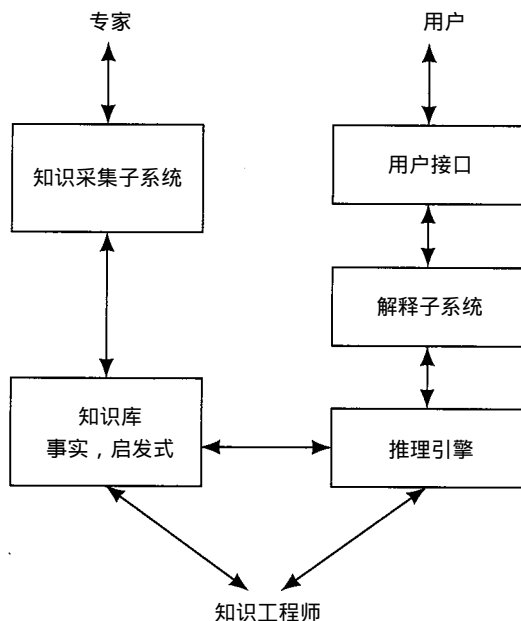 专家
用户
知识采集子系统
用户接口
解释子系统
知识库
事实，启发式
推理引擎
知识工程师